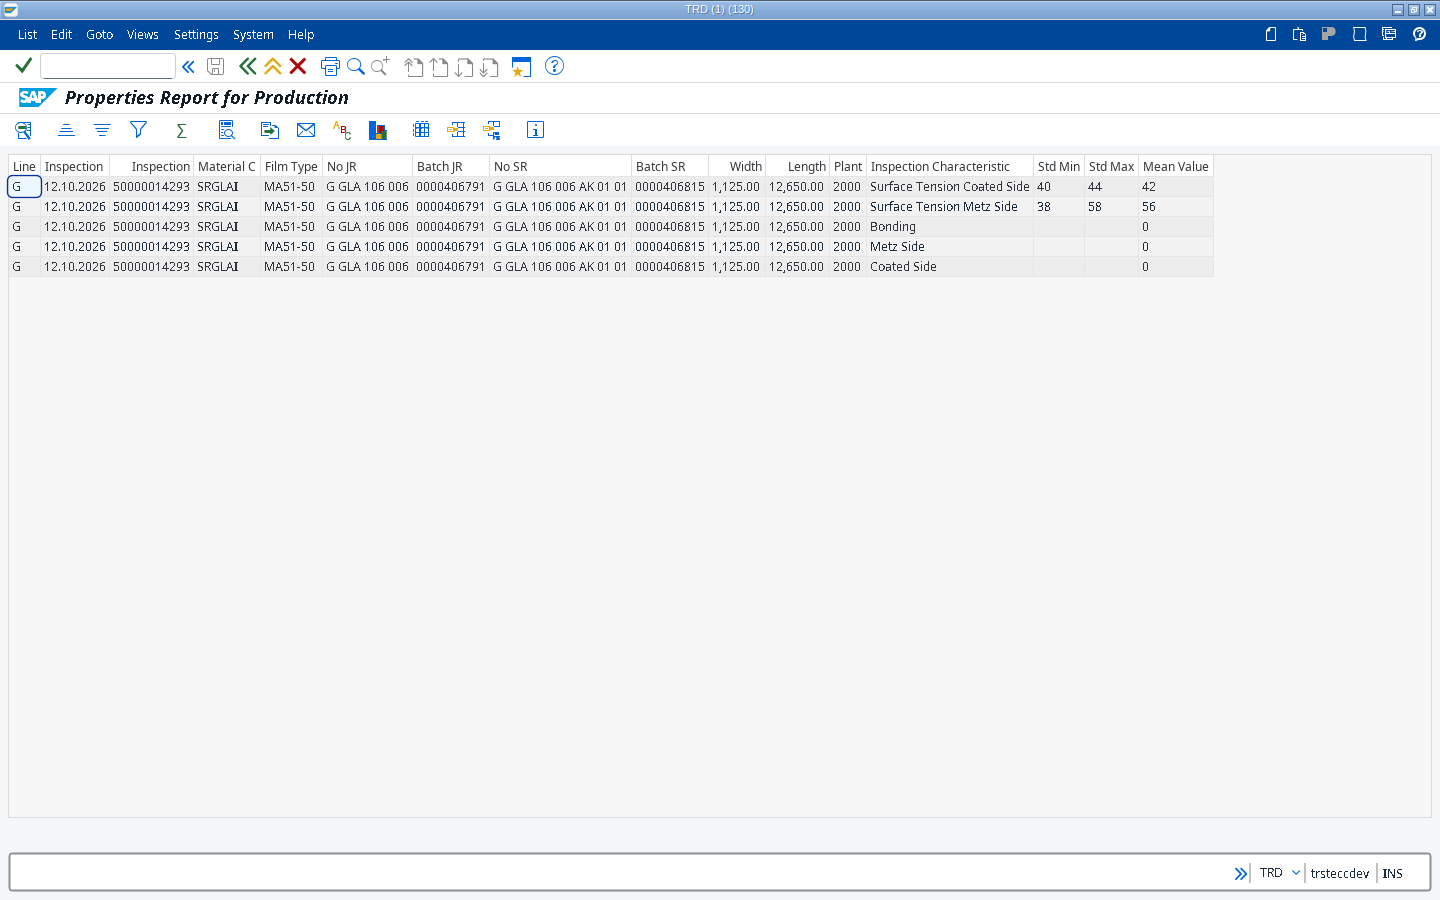 TRD (1) (130)
List Edit Goto Views Settings System Help
SAP Properties Report for Production
Line Inspection Inspection Material C Film Type No JR Batch JR No SR Batch SR Width Length Plant Inspection Characteristic Std Min Std Max Mean Value
G 12.10.2026 50000014293 SRGLAI MA51-50 G GLA 106 006 0000406791 G GLA 106 006 AK 01 01 0000406815 1,125.00 12,650.00 2000 Surface Tension Coated Side 40 44 42
G 12.10.2026 50000014293 SRGLAI MA51-50 G GLA 106 006 0000406791 G GLA 106 006 AK 01 01 0000406815 1,125.00 12,650.00 2000 Surface Tension Metz Side 38 58 56
G 12.10.2026 50000014293 SRGLAI MA51-50 G GLA 106 006 0000406791 G GLA 106 006 AK 01 01 0000406815 1,125.00 12,650.00 2000 Bonding 0
G 12.10.2026 50000014293 SRGLAI MA51-50 G GLA 106 006 0000406791 G GLA 106 006 AK 01 01 0000406815 1,125.00 12,650.00 2000 Metz Side 0
G 12.10.2026 50000014293 SRGLAI MA51-50 G GLA 106 006 0000406791 G GLA 106 006 AK 01 01 0000406815 1,125.00 12,650.00 2000 Coated Side 0
TRD trsteccdev INS